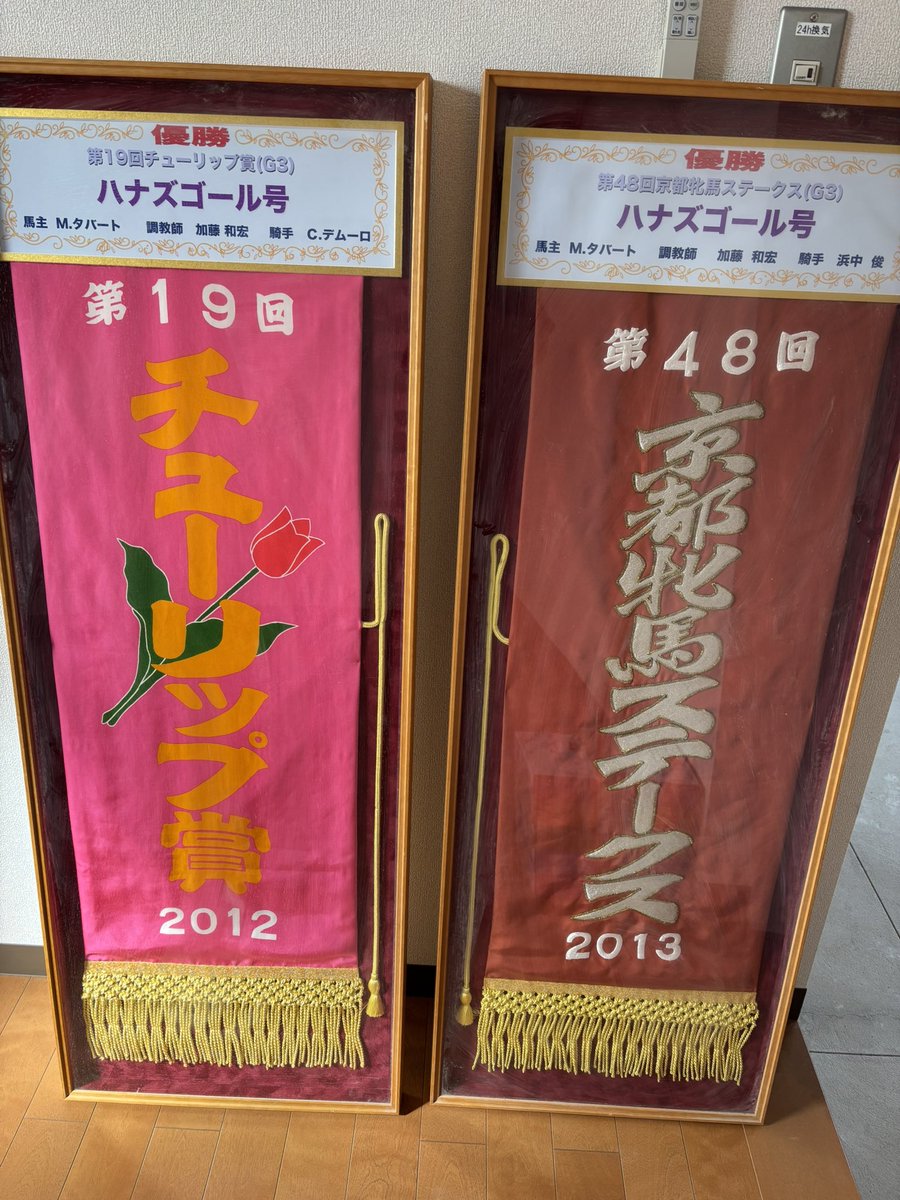 優勝
第19回チューリップ賞(G3)
ハナズゴール号
馬主 M.タバート 調教師 加藤 和宏 騎手 C.デムーロ
第19回
チューリップ賞
2012
優勝
第48回京都牝馬ステークス(G3)
ハナズゴール号
馬主 M.タバート 調教師 加藤 和宏 騎手 浜中 俊
第48回
京都牝馬ステークス
2013
24h換気